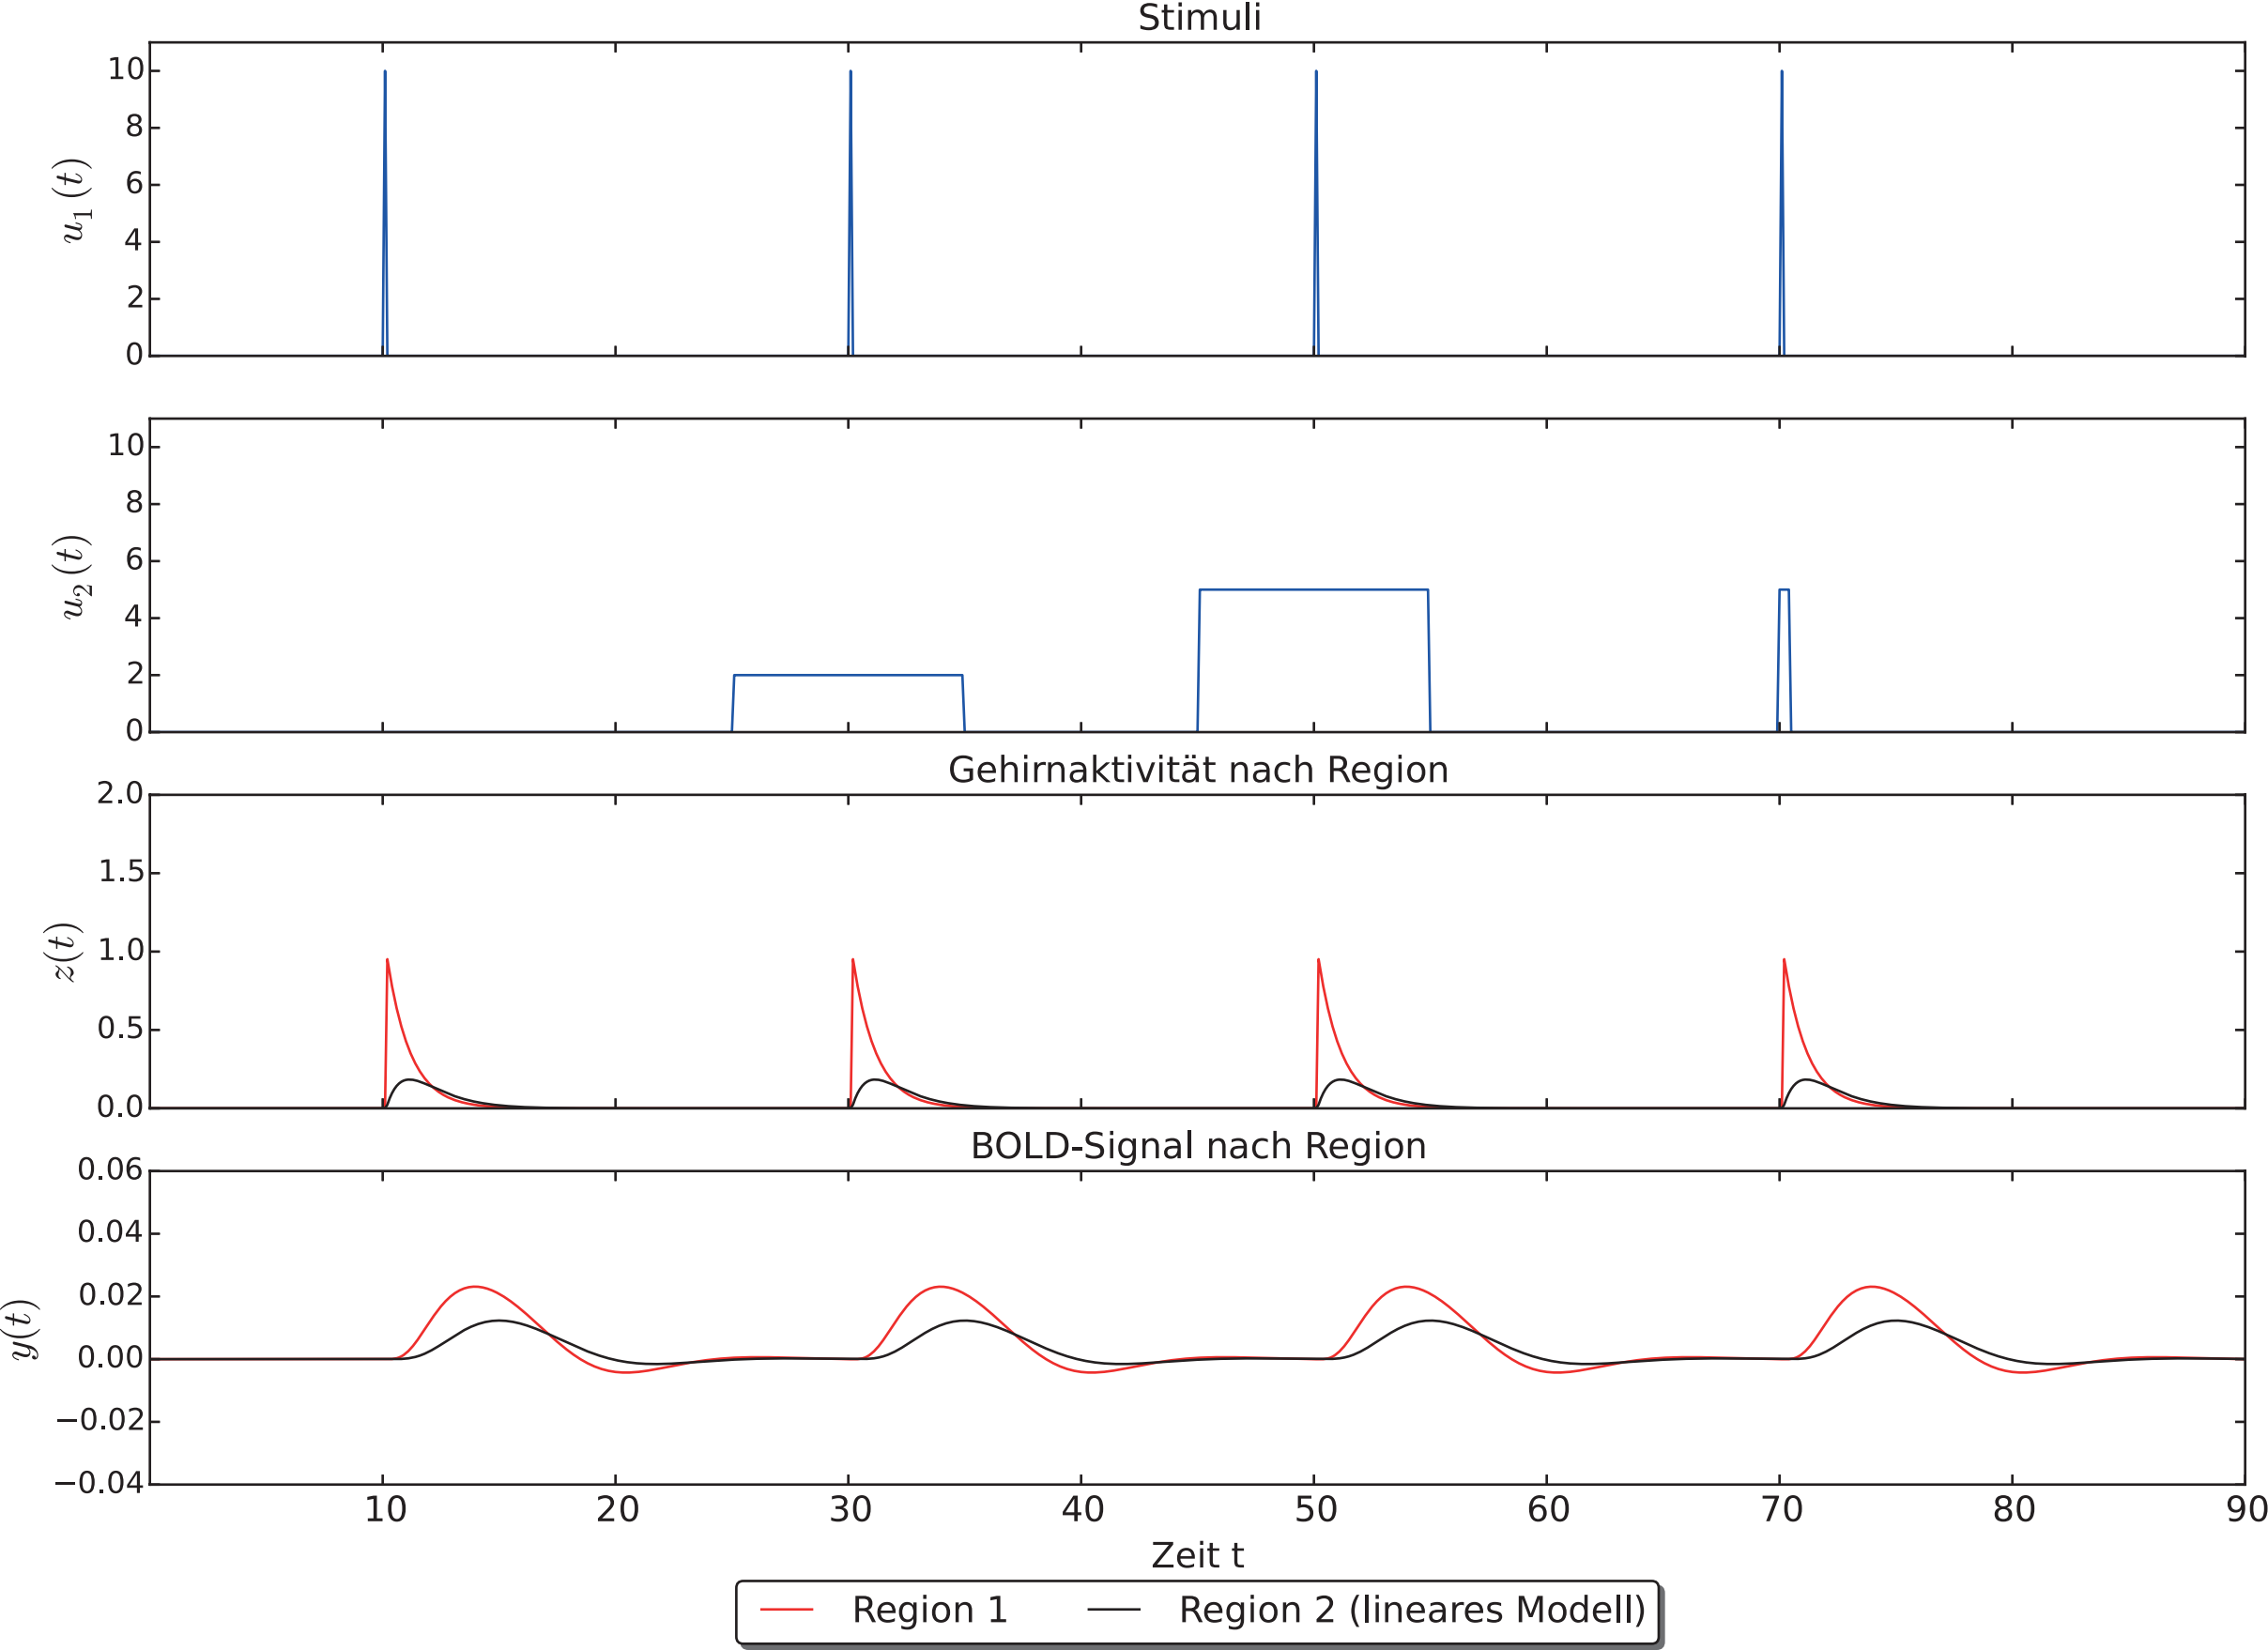 Stimuli
10
8
6
4
2
0
u1(t)
10
8
6
4
2
0
u2(t)
Gehirnaktivität nach Region
2.0
1.5
1.0
0.5
0.0
z(t)
BOLD-Signal nach Region
0.06
0.04
0.02
0.00
−0.02
−0.04
y(t)
10 20 30 40 50 60 70 80 90
Zeit t
Region 1 Region 2 (lineares Modell)